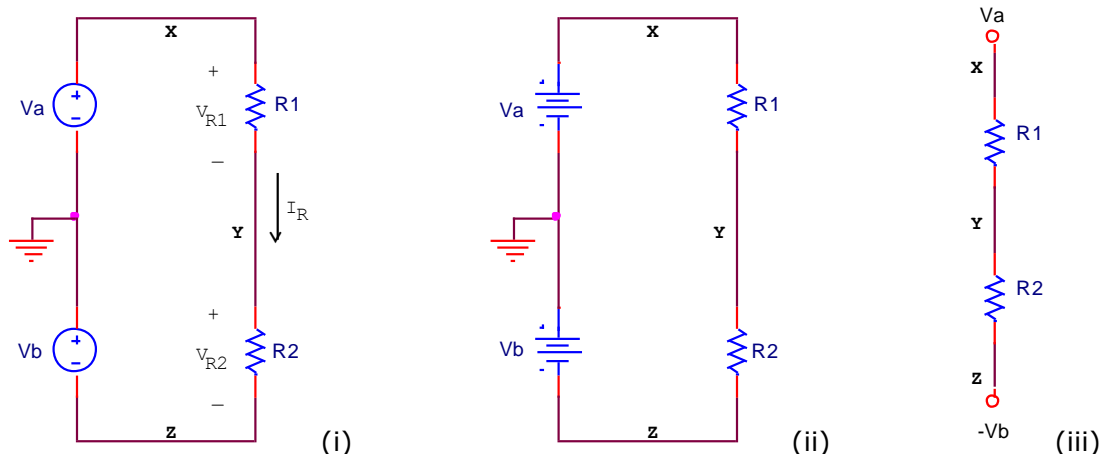 X
+
Va
V_R1
R1
−
I_R
Y
+
Vb
V_R2
R2
−
Z
(i)
X
Va
R1
Y
Vb
R2
Z
(ii)
Va
X
R1
Y
R2
Z
-Vb
(iii)